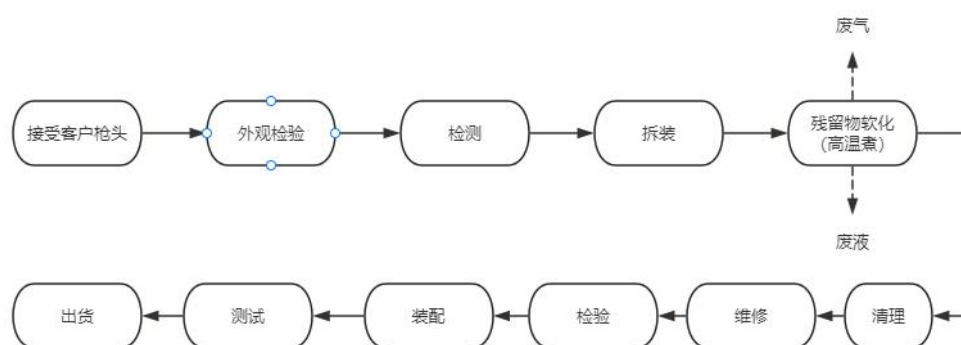 废气
接受客户枪头
外观检验
检测
拆装
残留物软化
(高温煮)
废液
出货
测试
装配
检验
维修
清理